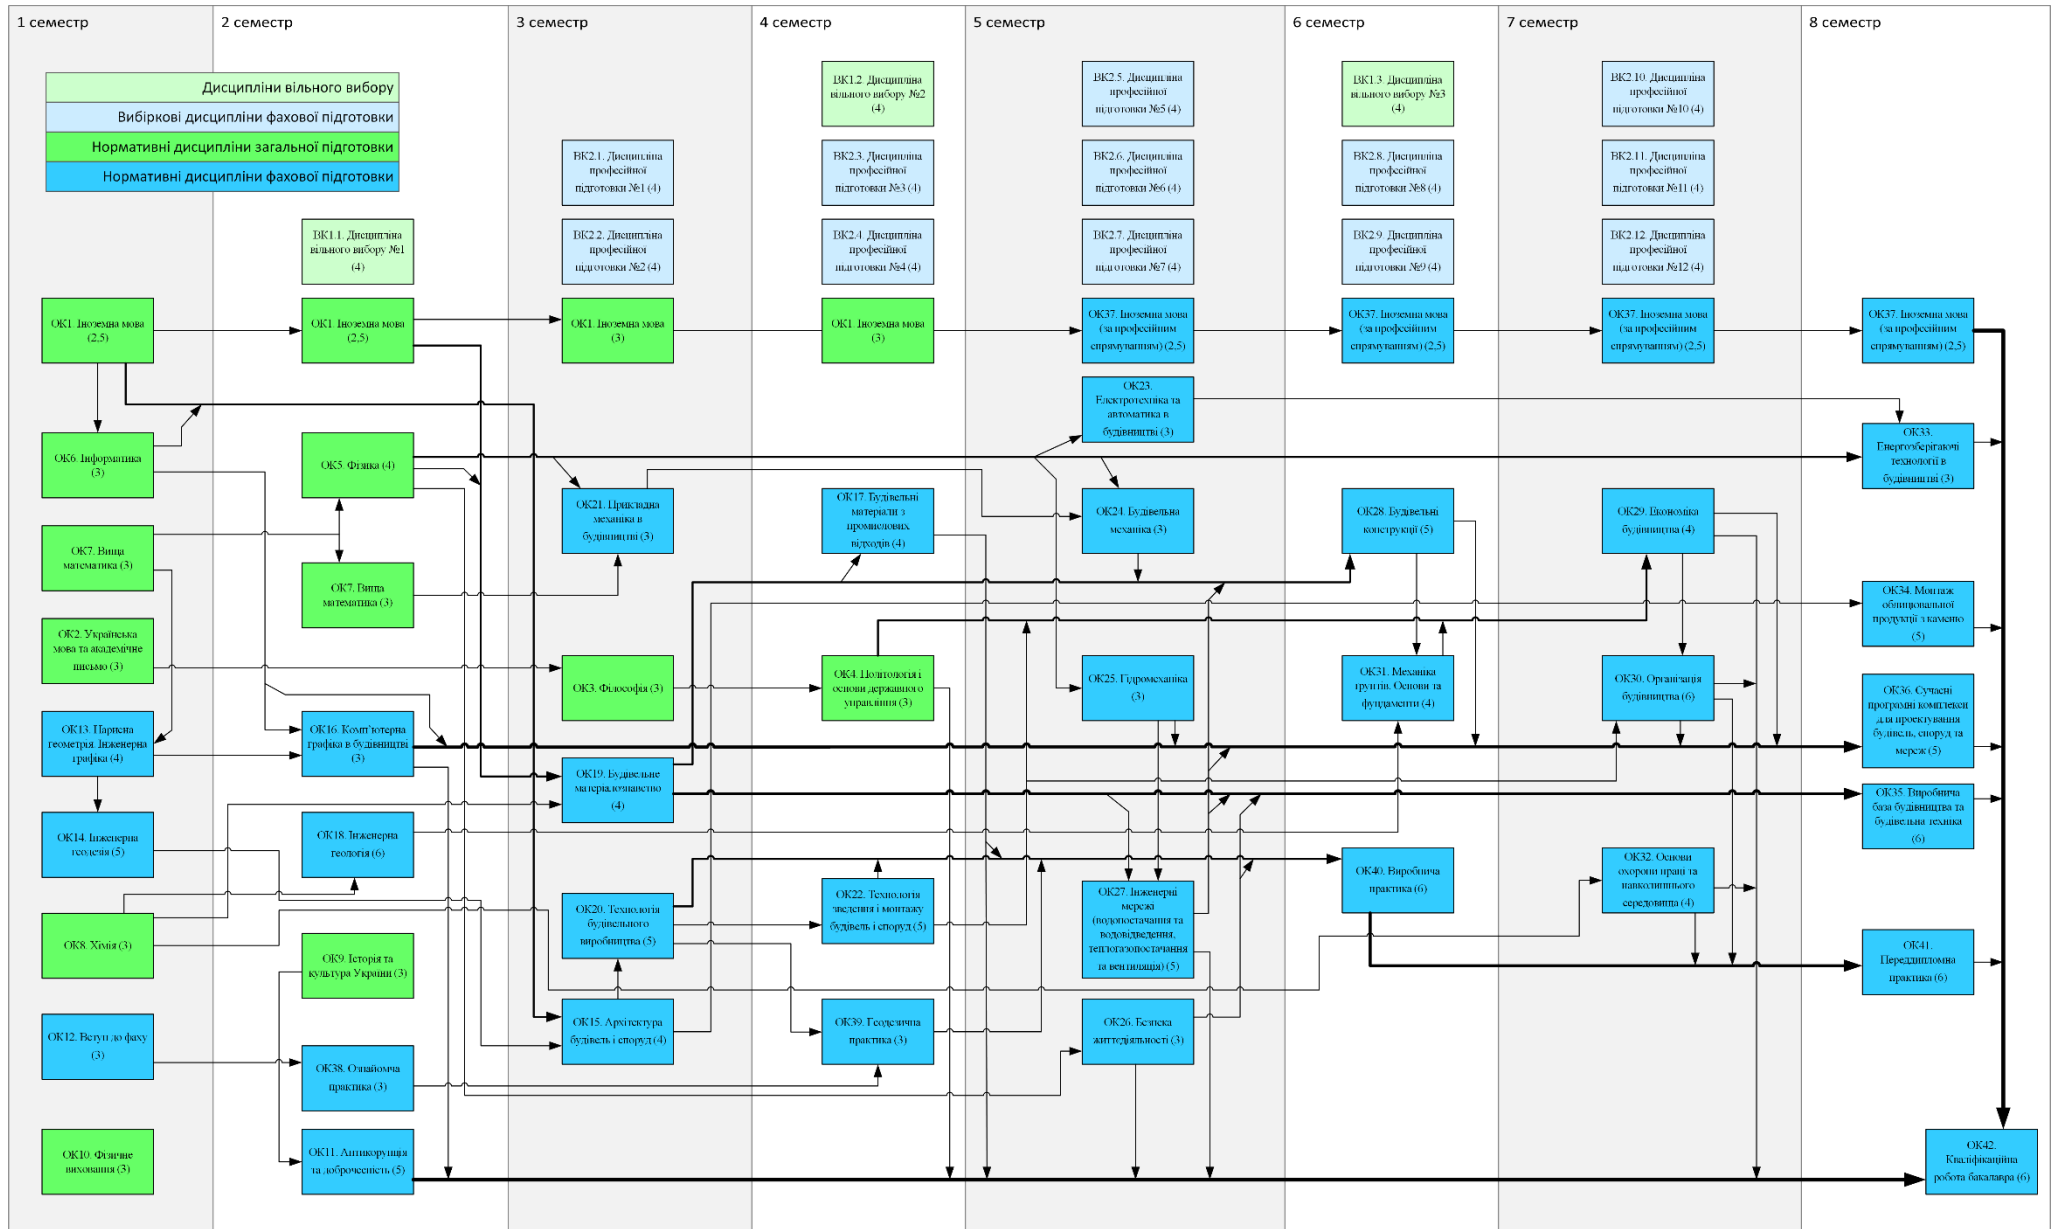 1 семестр
2 семестр
3 семестр
4 семестр
5 семестр
6 семестр
7 семестр
8 семестр
Дисципліни вільного вибору
Вибіркові дисципліни фахової підготовки
Нормативні дисципліни загальної підготовки
Нормативні дисципліни фахової підготовки
ОК1. Іноземна мова
(2,5)
ОК6. Інформатика
(3)
ОК7. Вища
математика (3)
ОК2. Українська
мова та академічне
письмо (3)
ОК13. Нарисна
геометрія. Інженерна
графіка (4)
ОК14. Інженерна
геодезія (5)
ОК8. Хімія (3)
ОК12. Вступ до фаху
(3)
ОК10. Фізичне
виховання (3)
ВК1.1. Дисципліна
вільного вибору №1
(4)
ОК1. Іноземна мова
(2,5)
ОК5. Фізика (4)
ОК7. Вища
математика (3)
ОК16. Комп'ютерна
графіка в будівництві
(3)
ОК18. Інженерна
геологія (6)
ОК9. Історія та
культура України (3)
ОК38. Ознайомча
практика (3)
ОК11. Антикорупція
та доброчесність (5)
ВК2.1. Дисципліна
професійної
підготовки №1 (4)
ВК2.2. Дисципліна
професійної
підготовки №2 (4)
ОК1. Іноземна мова
(3)
ОК21. Прикладна
механіка в
будівництві (3)
ОК3. Філософія (3)
ОК19. Будівельне
матеріалознавство
(4)
ОК20. Технологія
будівельного
виробництва (5)
ОК15. Архітектура
будівель і споруд (4)
ВК1.2. Дисципліна
вільного вибору №2
(4)
ВК2.3. Дисципліна
професійної
підготовки №3 (4)
ВК2.4. Дисципліна
професійної
підготовки №4 (4)
ОК1. Іноземна мова
(3)
ОК17. Будівельні
матеріали з
промислових
відходів (4)
ОК4. Політологія і
основи державного
управління (3)
ОК22. Технологія
зведення і монтажу
будівель і споруд (5)
ОК39. Геодезична
практика (3)
ВК2.5. Дисципліна
професійної
підготовки №5 (4)
ВК2.6. Дисципліна
професійної
підготовки №6 (4)
ВК2.7. Дисципліна
професійної
підготовки №7 (4)
ОК37. Іноземна мова
(за професійним
спрямуванням) (2,5)
ОК23.
Електротехніка та
автоматика в
будівництві (3)
ОК24. Будівельна
механіка (3)
ОК25. Гідромеханіка
(3)
ОК27. Інженерні
мережі
(водопостачання та
водовідведення,
теплогазопостачання
та вентиляція) (5)
ОК26. Безпека
життєдіяльності (3)
ВК1.3. Дисципліна
вільного вибору №3
(4)
ВК2.8. Дисципліна
професійної
підготовки №8 (4)
ВК2.9. Дисципліна
професійної
підготовки №9 (4)
ОК37. Іноземна мова
(за професійним
спрямуванням) (2,5)
ОК28. Будівельні
конструкції (5)
ОК31. Механіка
ґрунтів. Основи та
фундаменти (4)
ОК40. Виробнича
практика (6)
ВК2.10. Дисципліна
професійної
підготовки №10 (4)
ВК2.11. Дисципліна
професійної
підготовки №11 (4)
ВК2.12. Дисципліна
професійної
підготовки №12 (4)
ОК37. Іноземна мова
(за професійним
спрямуванням) (2,5)
ОК29. Економіка
будівництва (4)
ОК30. Організація
будівництва (6)
ОК32. Основи
охорони праці та
навколишнього
середовища (4)
ОК37. Іноземна мова
(за професійним
спрямуванням) (2,5)
ОК33.
Енергозберігаючі
технології в
будівництві (3)
ОК34. Монтаж
облицювальної
продукції з каменю
(5)
ОК36. Сучасні
програмні комплекси
для проектування
будівель, споруд та
мереж (5)
ОК35. Виробнича
база будівництва та
будівельна техніка
(6)
ОК41.
Переддипломна
практика (6)
ОК42.
Кваліфікаційна
робота бакалавра (6)